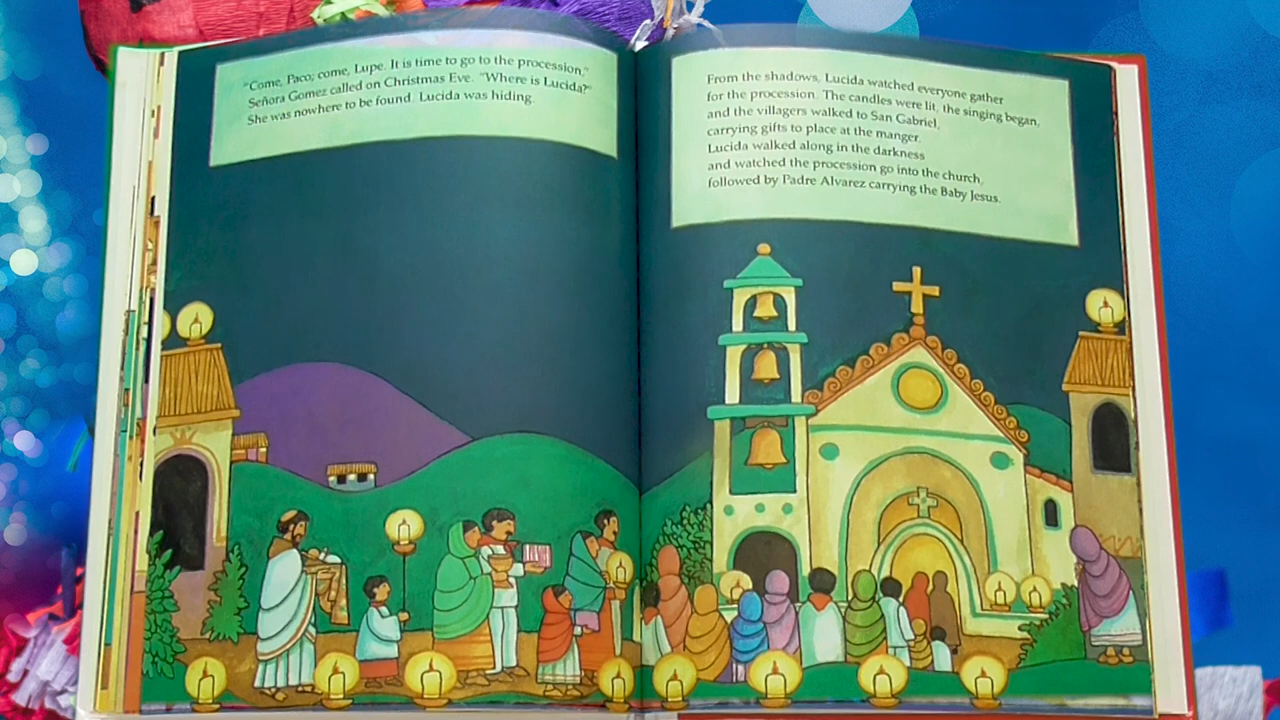 "Come, Paco; come, Lupe. It is time to go to the procession,"
Señora Gomez called on Christmas Eve. "Where is Lucida?"
She was nowhere to be found. Lucida was hiding.
From the shadows, Lucida watched everyone gather
for the procession. The candles were lit, the singing began,
and the villagers walked to San Gabriel,
carrying gifts to place at the manger.
Lucida walked along in the darkness
and watched the procession go into the church,
followed by Padre Alvarez carrying the Baby Jesus.